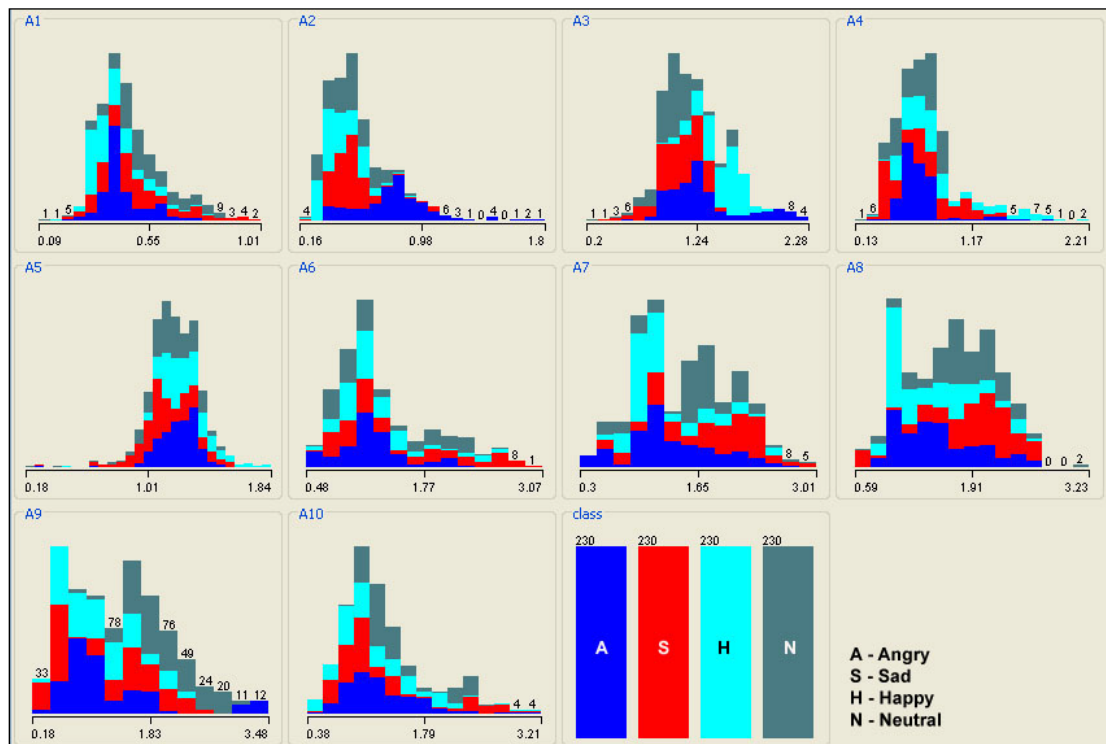 A1
1 1 5 9 3 4 2
0.09 0.55 1.01
A2
4 6 3 1 0 4 0 1 2 1
0.16 0.98 1.8
A3
1 1 3 6 8 4
0.2 1.24 2.28
A4
1 6 5 7 5 1 0 2
0.13 1.17 2.21
A5
0.18 1.01 1.84
A6
8 1
0.48 1.77 3.07
A7
8 5
0.3 1.65 3.01
A8
0 0 2
0.59 1.91 3.23
A9
33 78 76 49 24 20 11 12
0.18 1.83 3.48
A10
4 4
0.38 1.79 3.21
class
230 230 230 230
A S H N
A - Angry
S - Sad
H - Happy
N - Neutral